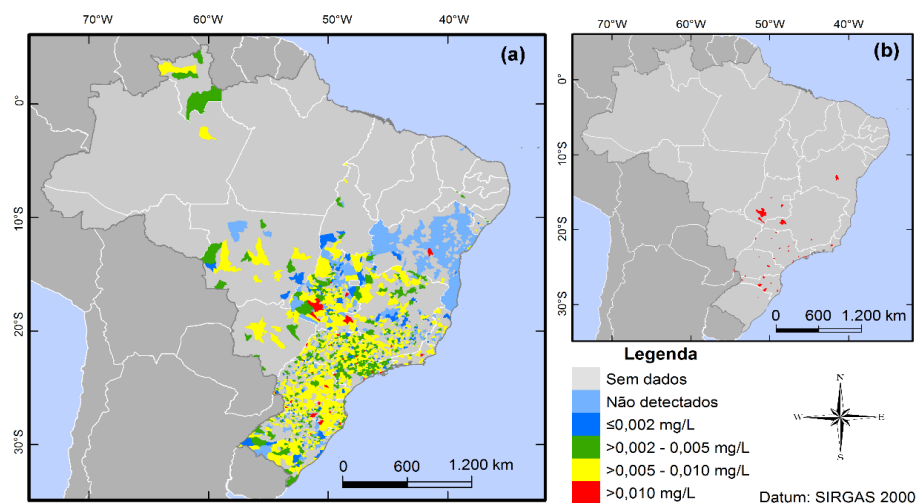 60°W 50°W 40°W
(a)
0°
10°S
20°S
30°S
0 600 1.200 km
60°W 50°W 40°W
(b)
0°
10°S
20°S
30°S
0 600 1.200 km
Legenda
Sem dados
Não detectados
≤0,002 mg/L
>0,002 - 0,005 mg/L
>0,005 - 0,010 mg/L
>0,010 mg/L
N
W E
S
Datum: SIRGAS 2000